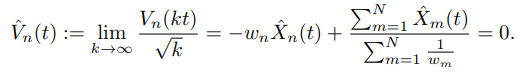 $$\hat{V}_n(t) := \lim_{k \to \infty} \frac{V_n(kt)}{\sqrt{k}} = -w_n \hat{X}_n(t) + \frac{\sum_{m=1}^{N} \hat{X}_m(t)}{\sum_{m=1}^{N} \frac{1}{w_m}} = 0.$$